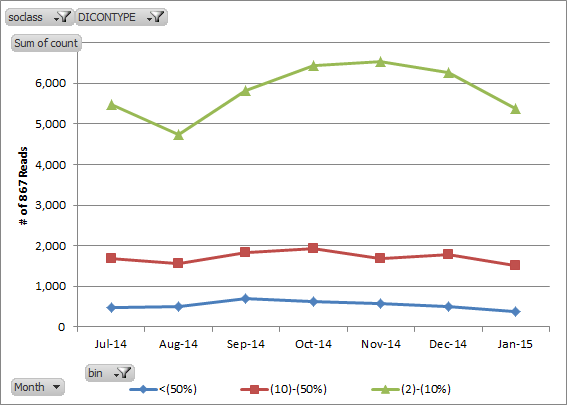 soclass DICONTYPE
Sum of count
6,000
5,000
4,000
3,000
2,000
1,000
0
# of 867 Reads
Jul-14 Aug-14 Sep-14 Oct-14 Nov-14 Dec-14 Jan-15
bin
Month
<(50%) (10)-(50%) (2)-(10%)